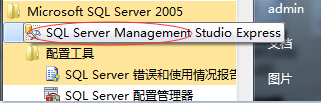 Microsoft SQL Server 2005
SQL Server Management Studio Express
配置工具
SQL Server 错误和使用情况报告
SQL Server 配置管理器
admin
文档
图片